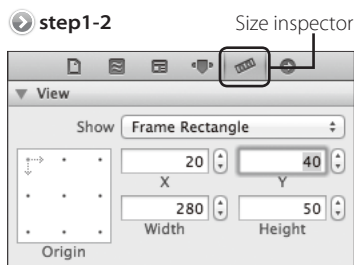 step1-2
Size inspector
View
Show Frame Rectangle
20 40
X Y
280 50
Width Height
Origin